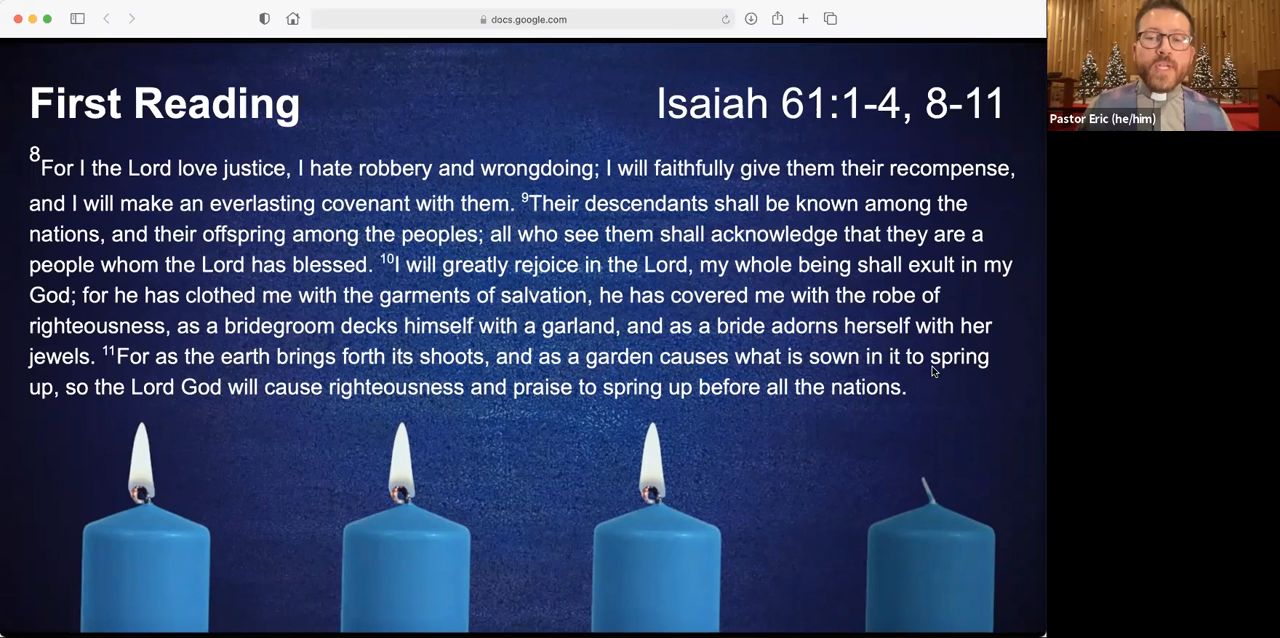 docs.google.com
First Reading
Isaiah 61:1-4, 8-11
8For I the Lord love justice, I hate robbery and wrongdoing; I will faithfully give them their recompense,
and I will make an everlasting covenant with them. 9Their descendants shall be known among the
nations, and their offspring among the peoples; all who see them shall acknowledge that they are a
people whom the Lord has blessed. 10I will greatly rejoice in the Lord, my whole being shall exult in my
God; for he has clothed me with the garments of salvation, he has covered me with the robe of
righteousness, as a bridegroom decks himself with a garland, and as a bride adorns herself with her
jewels. 11For as the earth brings forth its shoots, and as a garden causes what is sown in it to spring
up, so the Lord God will cause righteousness and praise to spring up before all the nations.
Pastor Eric (he/him)